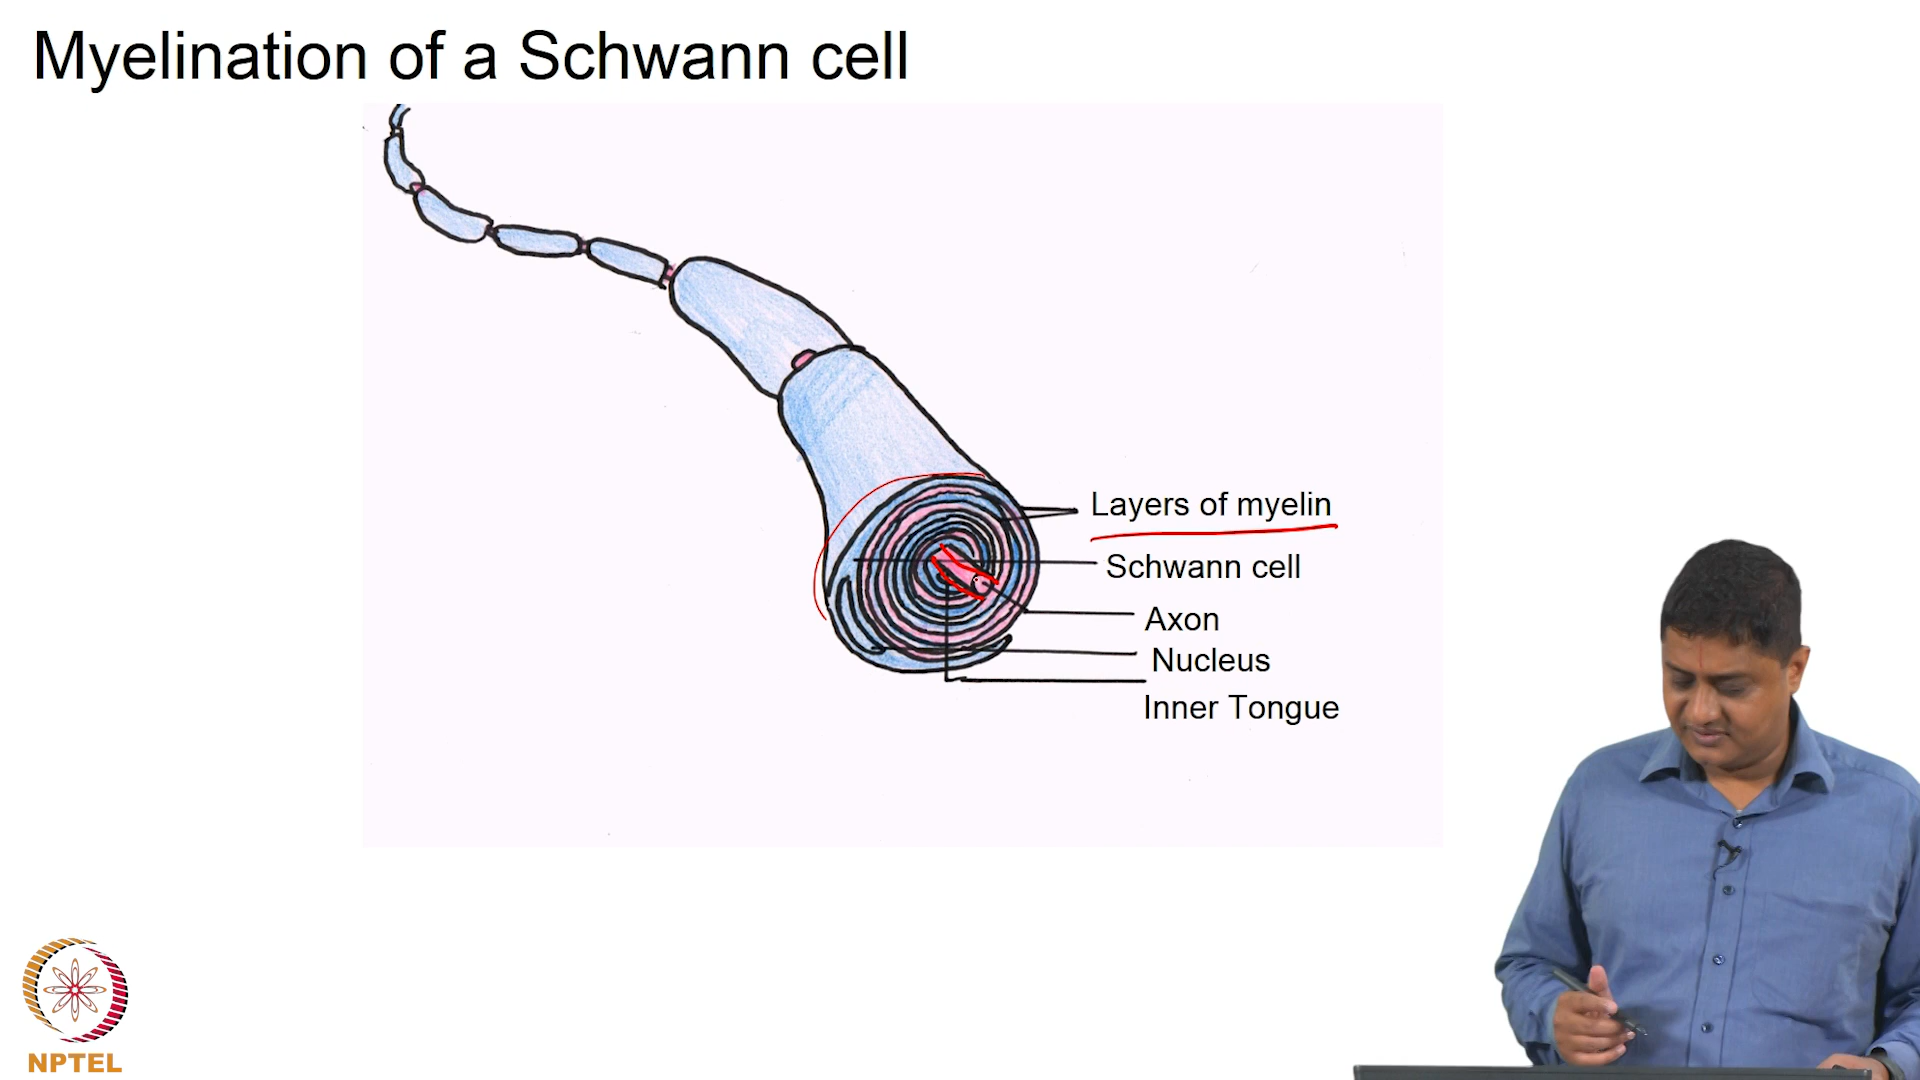 Myelination of a Schwann cell
Layers of myelin
Schwann cell
Axon
Nucleus
Inner Tongue
NPTEL